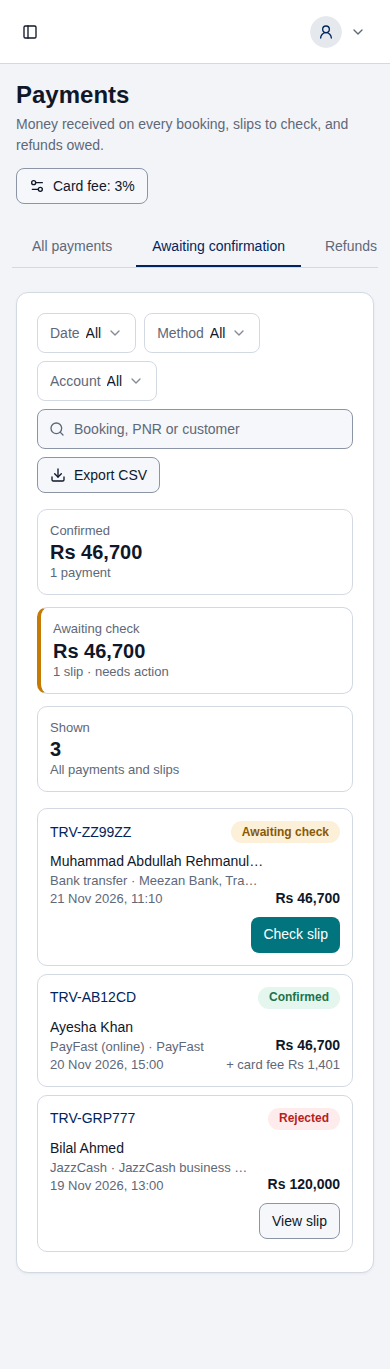 Payments
Money received on every booking, slips to check, and
refunds owed.
Card fee: 3%
All payments Awaiting confirmation Refunds
Date All Method All
Account All
Booking, PNR or customer
Export CSV
Confirmed
Rs 46,700
1 payment
Awaiting check
Rs 46,700
1 slip · needs action
Shown
3
All payments and slips
TRV-ZZ99ZZ Awaiting check
Muhammad Abdullah Rehmanul…
Bank transfer · Meezan Bank, Tra…
21 Nov 2026, 11:10 Rs 46,700
Check slip
TRV-AB12CD Confirmed
Ayesha Khan
PayFast (online) · PayFast Rs 46,700
20 Nov 2026, 15:00 + card fee Rs 1,401
TRV-GRP777 Rejected
Bilal Ahmed
JazzCash · JazzCash business …
19 Nov 2026, 13:00 Rs 120,000
View slip